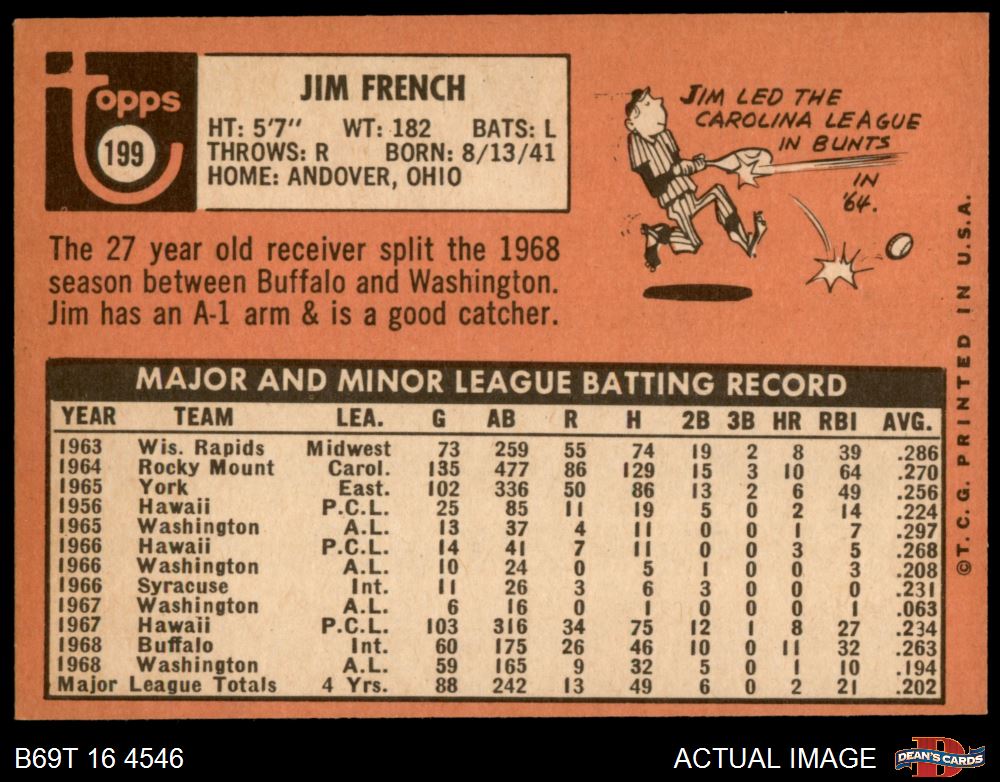 Topps
199
JIM FRENCH
HT: 5'7" WT: 182 BATS: L
THROWS: R BORN: 8/13/41
HOME: ANDOVER, OHIO
JIM LED THE
CAROLINA LEAGUE
IN BUNTS
IN
'64.
The 27 year old receiver split the 1968
season between Buffalo and Washington.
Jim has an A-1 arm & is a good catcher.
MAJOR AND MINOR LEAGUE BATTING RECORD
YEAR TEAM LEA. G AB R H 2B 3B HR RBI AVG.
1963 Wis. Rapids Midwest 73 259 55 74 19 2 8 39 .286
1964 Rocky Mount Carol. 135 477 86 129 15 3 10 64 .270
1965 York East. 102 336 50 86 13 2 6 49 .256
1956 Hawaii P.C.L. 25 85 11 19 5 0 2 14 .224
1965 Washington A.L. 13 37 4 11 0 0 1 7 .297
1966 Hawaii P.C.L. 14 41 7 11 0 0 3 5 .268
1966 Washington A.L. 10 24 0 5 1 0 0 3 .208
1966 Syracuse Int. 11 26 3 6 3 0 0 0 .231
1967 Washington A.L. 6 16 0 1 0 0 0 1 .063
1967 Hawaii P.C.L. 103 316 34 75 12 1 8 27 .234
1968 Buffalo Int. 60 175 26 46 10 0 11 32 .263
1968 Washington A.L. 59 165 9 32 5 0 1 10 .194
Major League Totals 4 Yrs. 88 242 13 49 6 0 2 21 .202
©T.C.G. PRINTED IN U.S.A.
B69T 16 4546
ACTUAL IMAGE
D
DEAN'S CARDS